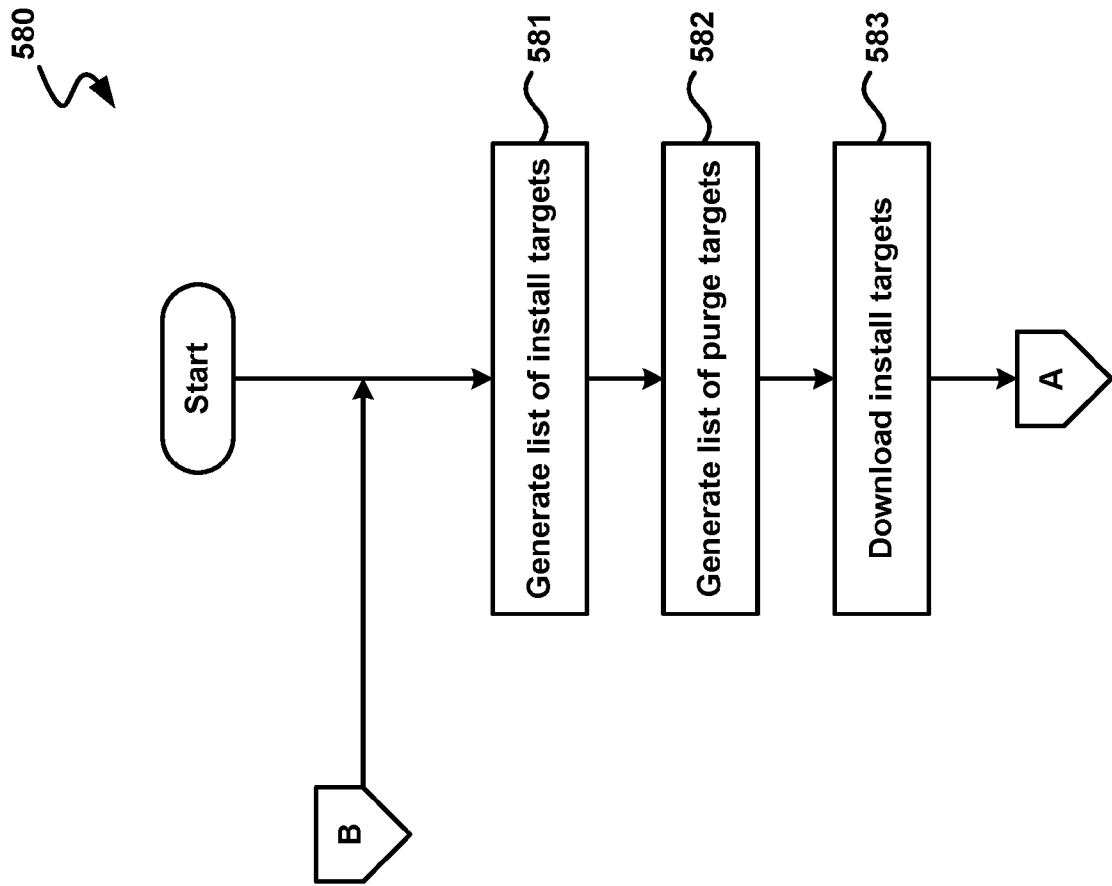 580
Start
B
Generate list of install targets
581
Generate list of purge targets
582
Download install targets
583
A